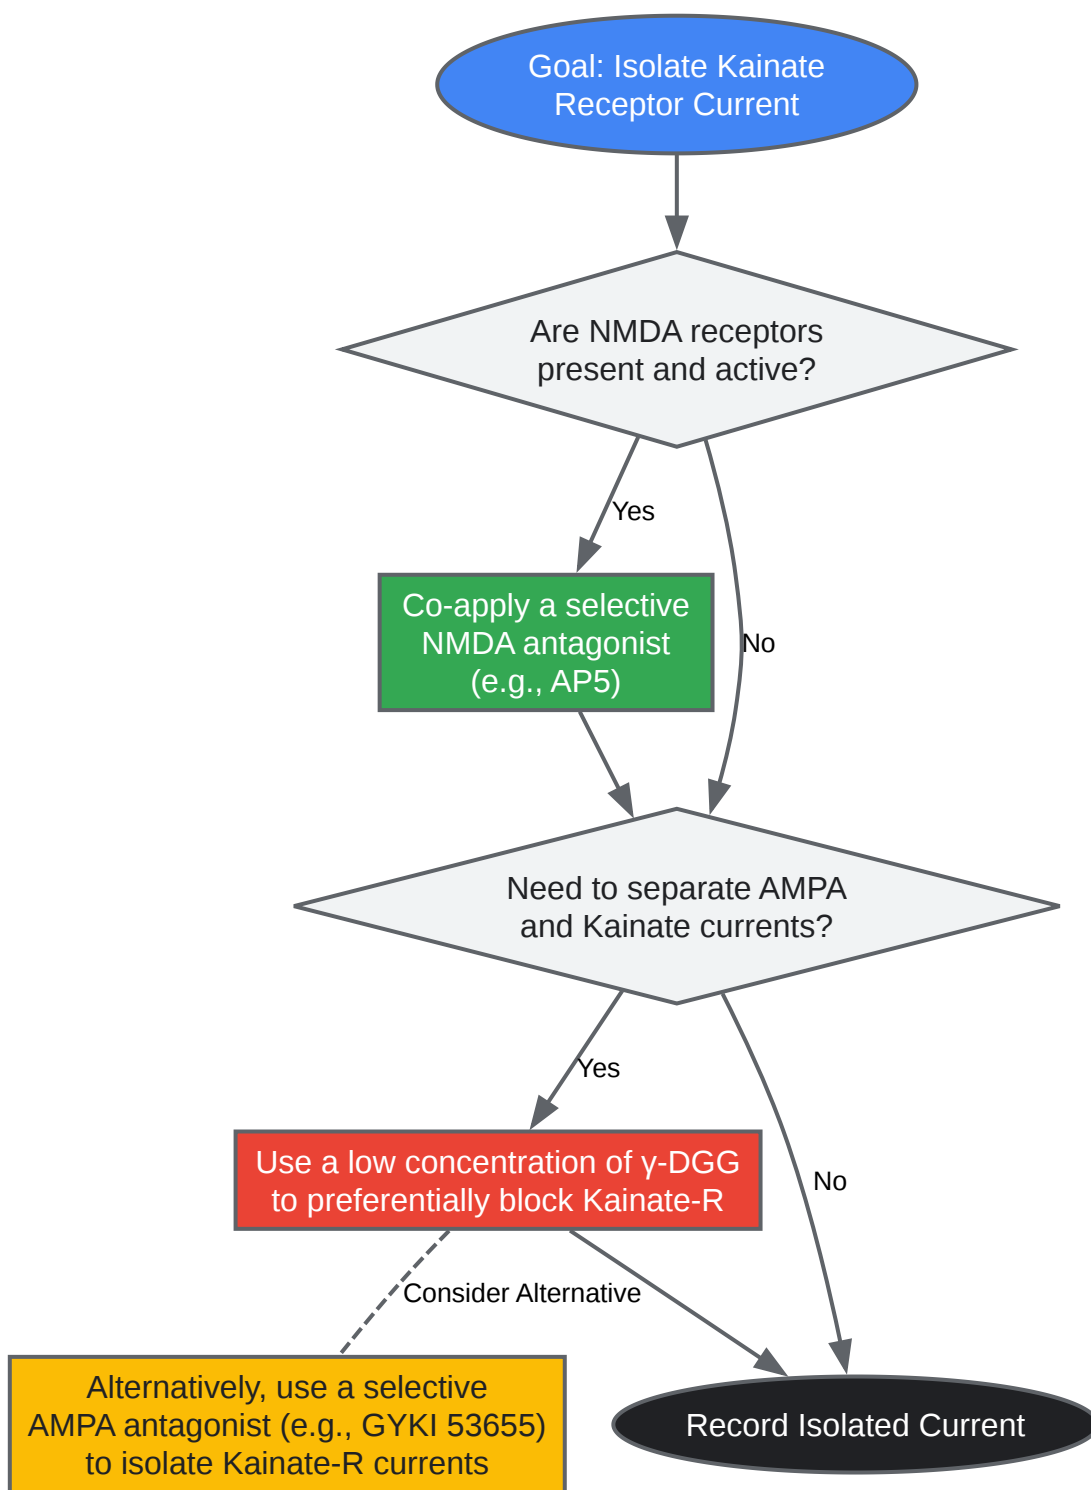 Goal: Isolate Kainate
Receptor Current
Are NMDA receptors
present and active?
Yes
Co-apply a selective
NMDA antagonist
(e.g., AP5)
No
Need to separate AMPA
and Kainate currents?
Yes
Use a low concentration of γ-DGG
to preferentially block Kainate-R
No
Consider Alternative
Alternatively, use a selective
AMPA antagonist (e.g., GYKI 53655)
to isolate Kainate-R currents
Record Isolated Current